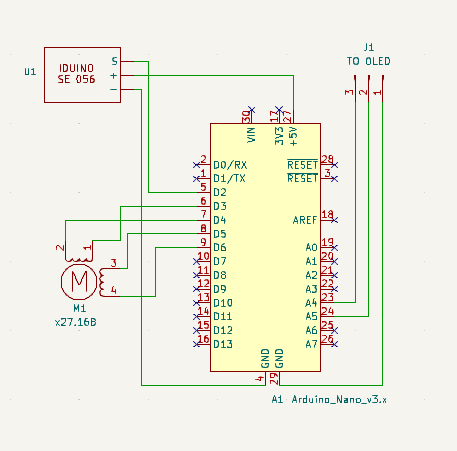 J1
TO OLED
3 2 1
U1
IDUINO
SE 056
S
+
−
30 17 27
VIN 3V3 +5V
2 D0/RX RESET 28
1 D1/TX RESET 3
5 D2
6 D3
7 D4 AREF 18
8 D5
9 D6 A0 19
10 D7 A1 20
11 D8 A2 21
12 D9 A3 22
13 D10 A4 23
14 D11 A5 24
15 D12 A6 25
16 D13 A7 26
GND GND
4 29
2 1
M
3
4
M1
x27.168
A1 Arduino_Nano_v3.x